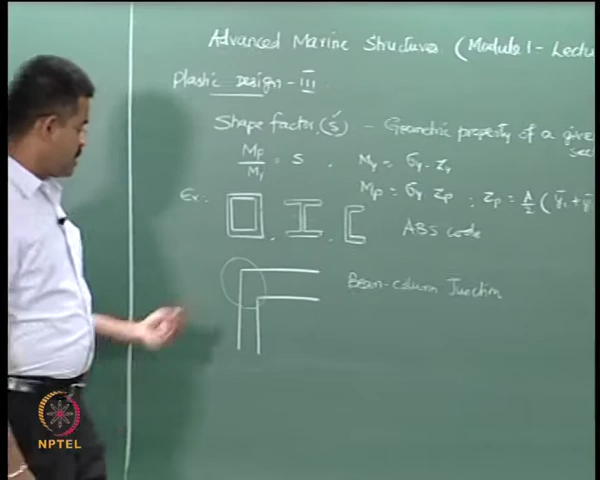 Advanced Marine Structures (Module 1 - Lectu
Plastic Design - III
Shape factor (s) - Geometric property of a give
sec
Mp/My = S , My = σy . Zy
Mp = σy . Zp ; Zp = A/2 (ȳ1 + ȳ
Ex.
ABS code
Beam-column Junction
NPTEL